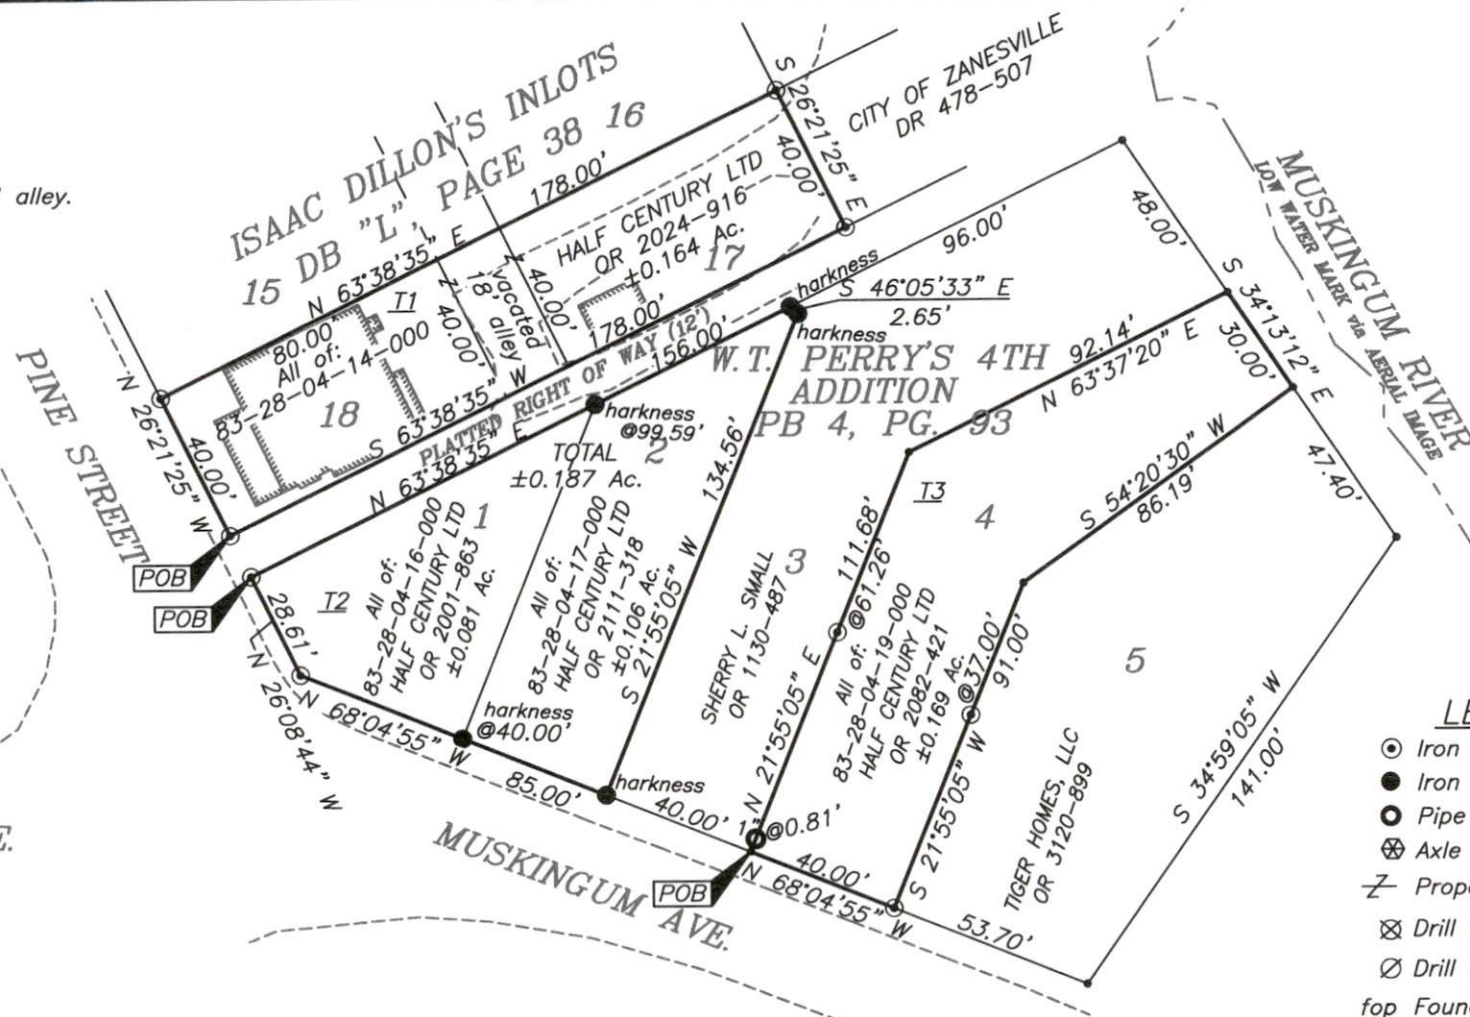 alley.
ISAAC DILLON'S INLOTS
15 DB "L", PAGE 38 16
N 63°38'35" E
178.00'
S 26°21'25" E
40.00'
CITY OF ZANESVILLE
DR 478-507
HALF CENTURY LTD
OR 2024-916
±0.164 Ac.
17
T1
80.00'
All of:
83-28-04-14-000
18
Z 40.00'
vacated
18' alley
Z 40.00'
178.00'
S 63°38'35" W
PLATTED RIGHT OF WAY (12')
156.00'
N 63°38'35" E
PINE STREET
N 26°21'25" W
40.00'
POB
POB
28.61'
N 26°08'44" W
harkness
96.00'
48.00'
S 46°05'33" E
2.65'
harkness
W.T. PERRY'S 4TH
ADDITION
PB 4, PG. 93
harkness
@99.59'
TOTAL
±0.187 Ac.
2
1
T2
All of:
83-28-04-16-000
HALF CENTURY LTD
OR 2001-863
±0.081 Ac.
All of:
83-28-04-17-000
HALF CENTURY LTD
OR 2111-318
±0.106 Ac.
134.56'
S 21°55'05" W
3
SHERRY L. SMALL
OR 1130-487
111.68'
@61.26'
N 21°55'05" E
T3
4
92.14'
N 63°37'20" E
S 34°13'12" E
30.00'
47.40'
MUSKINGUM RIVER
LOW WATER MARK via AERIAL IMAGE
S 54°20'30" W
86.19'
All of:
83-28-04-19-000
HALF CENTURY LTD
OR 2082-421
±0.169 Ac.
@37.00'
91.00'
S 21°55'05" W
5
TIGER HOMES, LLC
OR 3120-899
S 34°59'05" W
141.00'
harkness
@40.00'
N 68°04'55" W
85.00'
harkness
40.00'
1" @0.81'
POB
40.00'
N 68°04'55" W
53.70'
MUSKINGUM AVE.
E.
LE
Iron
Iron
Pipe
Axle
Prope
Drill
Drill
fop Foun